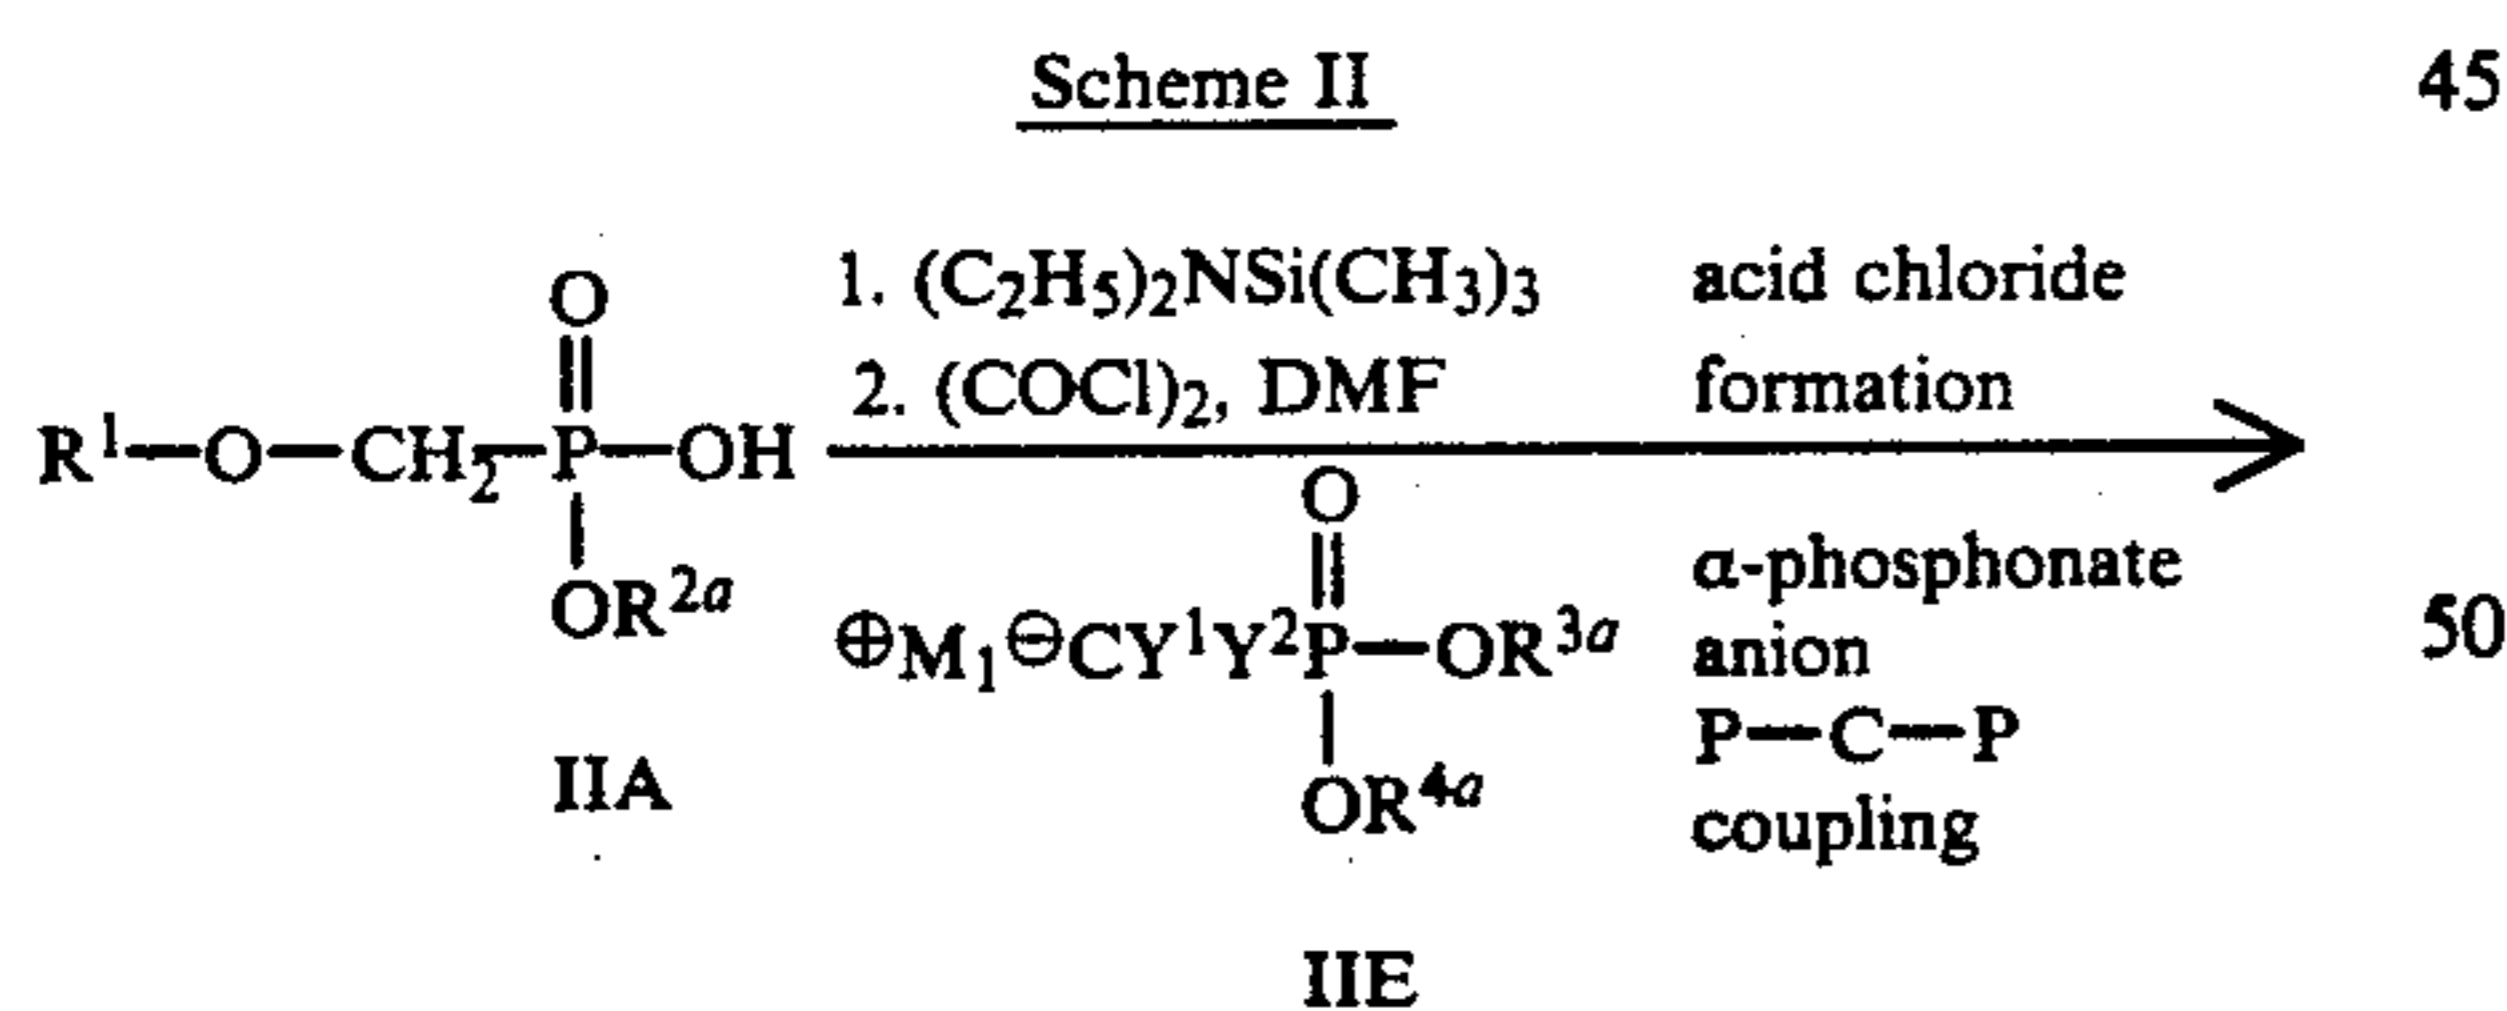 Scheme II 45
O
1. (C₂H₅)₂NSi(CH₃)₃ acid chloride
2. (COCl)₂, DMF formation
R¹—O—CH₂—P—OH
OR²ᵃ
O
α-phosphonate
⊕M₁⊖CY¹Y²P—OR³ᵃ anion 50
P—C—P
IIA OR⁴ᵃ coupling
IIE